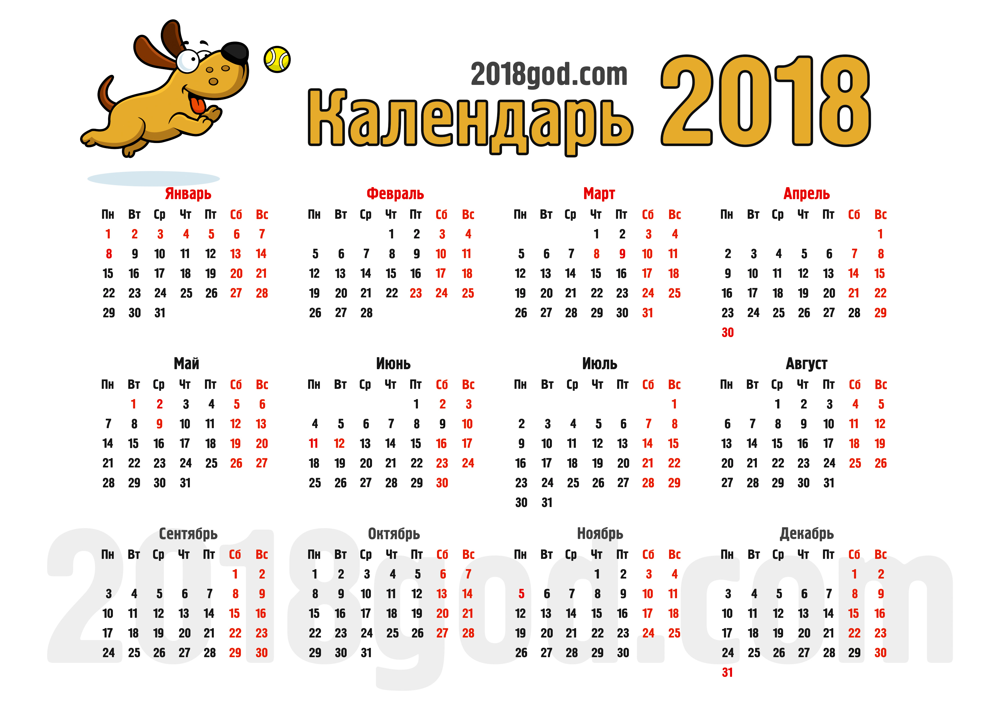 2018god.com
Календарь 2018
Январь Февраль Март Апрель
Пн Вт Ср Чт Пт Сб Вс Пн Вт Ср Чт Пт Сб Вс Пн Вт Ср Чт Пт Сб Вс Пн Вт Ср Чт Пт Сб Вс
1 2 3 4 5 6 7 1 2 3 4 1 2 3 4 1
8 9 10 11 12 13 14 5 6 7 8 9 10 11 5 6 7 8 9 10 11 2 3 4 5 6 7 8
15 16 17 18 19 20 21 12 13 14 15 16 17 18 12 13 14 15 16 17 18 9 10 11 12 13 14 15
22 23 24 25 26 27 28 19 20 21 22 23 24 25 19 20 21 22 23 24 25 16 17 18 19 20 21 22
29 30 31 26 27 28 26 27 28 29 30 31 23 24 25 26 27 28 29
30
Май Июнь Июль Август
Пн Вт Ср Чт Пт Сб Вс Пн Вт Ср Чт Пт Сб Вс Пн Вт Ср Чт Пт Сб Вс Пн Вт Ср Чт Пт Сб Вс
1 2 3 4 5 6 1 2 3 1 1 2 3 4 5
7 8 9 10 11 12 13 4 5 6 7 8 9 10 2 3 4 5 6 7 8 6 7 8 9 10 11 12
14 15 16 17 18 19 20 11 12 13 14 15 16 17 9 10 11 12 13 14 15 13 14 15 16 17 18 19
21 22 23 24 25 26 27 18 19 20 21 22 23 24 16 17 18 19 20 21 22 20 21 22 23 24 25 26
28 29 30 31 25 26 27 28 29 30 23 24 25 26 27 28 29 27 28 29 30 31
30 31
Сентябрь Октябрь Ноябрь Декабрь
Пн Вт Ср Чт Пт Сб Вс Пн Вт Ср Чт Пт Сб Вс Пн Вт Ср Чт Пт Сб Вс Пн Вт Ср Чт Пт Сб Вс
1 2 1 2 3 4 5 6 7 1 2 3 4 1 2
3 4 5 6 7 8 9 8 9 10 11 12 13 14 5 6 7 8 9 10 11 3 4 5 6 7 8 9
10 11 12 13 14 15 16 15 16 17 18 19 20 21 12 13 14 15 16 17 18 10 11 12 13 14 15 16
17 18 19 20 21 22 23 22 23 24 25 26 27 28 19 20 21 22 23 24 25 17 18 19 20 21 22 23
24 25 26 27 28 29 30 29 30 31 26 27 28 29 30 24 25 26 27 28 29 30
31
2018god.com